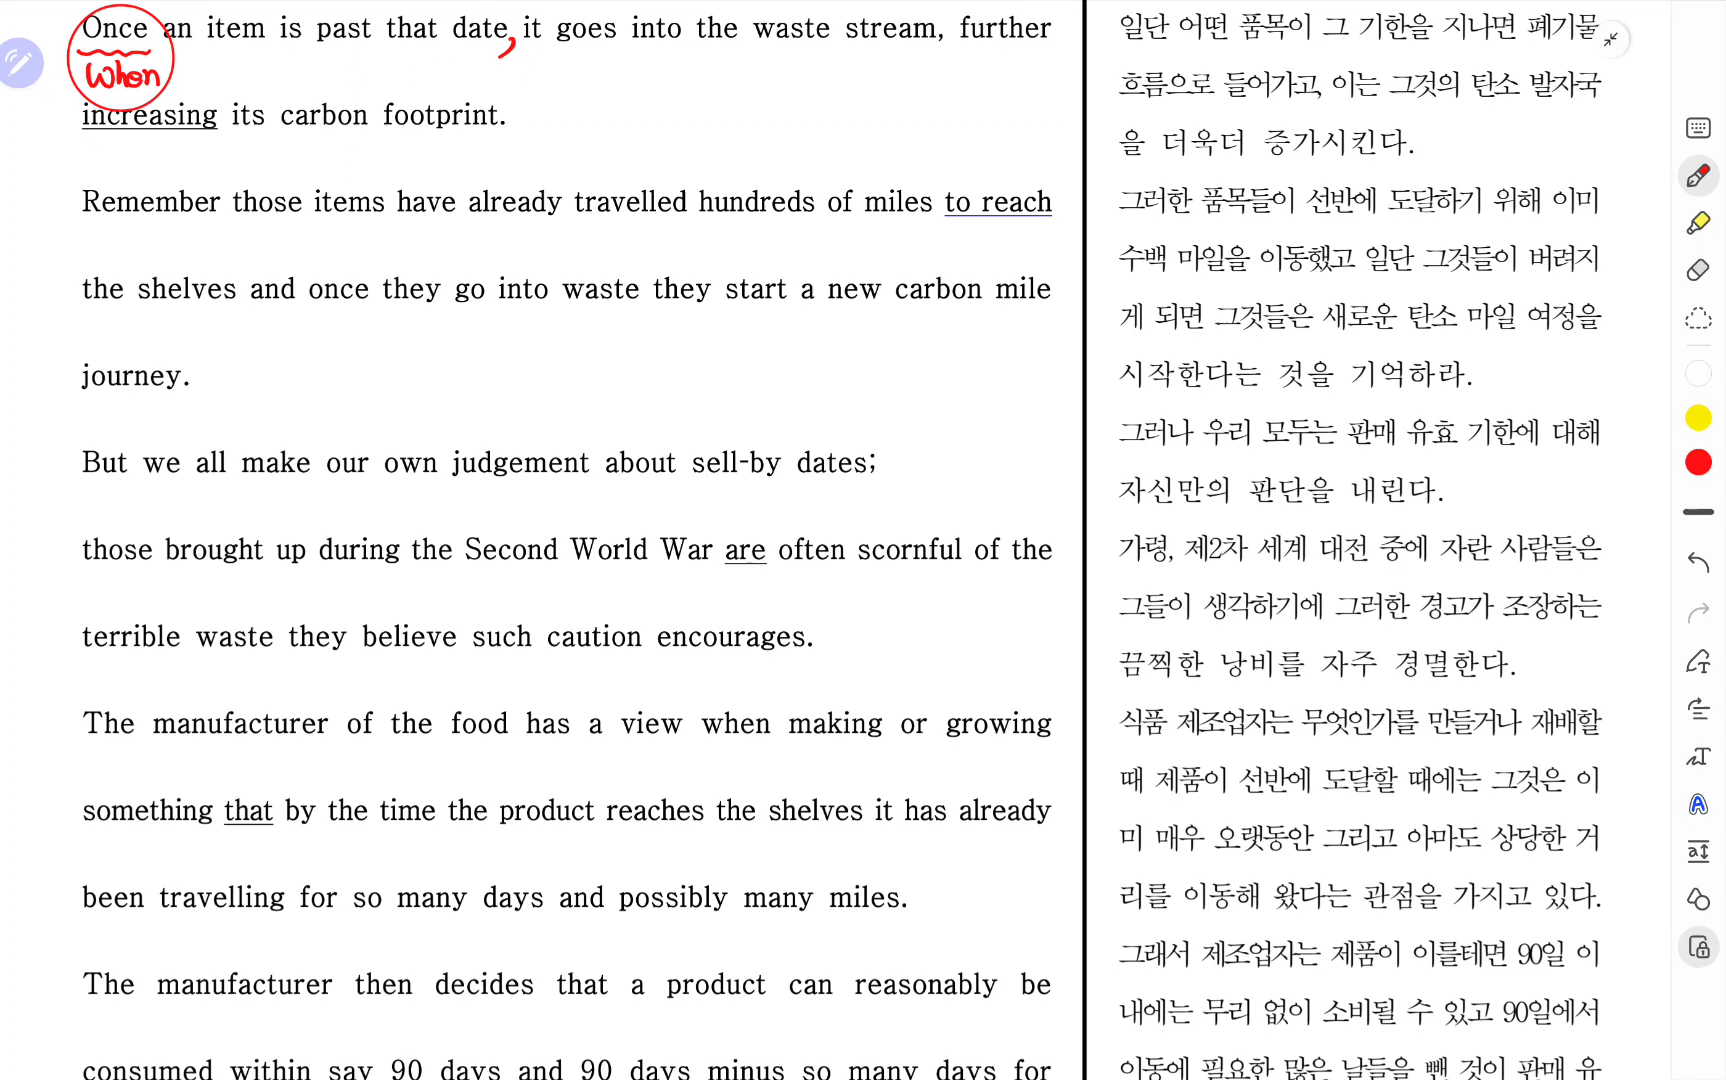 Once an item is past that date, it goes into the waste stream, further
When
increasing its carbon footprint.
Remember those items have already travelled hundreds of miles to reach
the shelves and once they go into waste they start a new carbon mile
journey.
But we all make our own judgement about sell-by dates;
those brought up during the Second World War are often scornful of the
terrible waste they believe such caution encourages.
The manufacturer of the food has a view when making or growing
something that by the time the product reaches the shelves it has already
been travelling for so many days and possibly many miles.
The manufacturer then decides that a product can reasonably be
consumed within say 90 days and 90 days minus so many days for
일단 어떤 품목이 그 기한을 지나면 폐기물
흐름으로 들어가고, 이는 그것의 탄소 발자국
을 더욱더 증가시킨다.
그러한 품목들이 선반에 도달하기 위해 이미
수백 마일을 이동했고 일단 그것들이 버려지
게 되면 그것들은 새로운 탄소 마일 여정을
시작한다는 것을 기억하라.
그러나 우리 모두는 판매 유효 기한에 대해
자신만의 판단을 내린다.
가령, 제2차 세계 대전 중에 자란 사람들은
그들이 생각하기에 그러한 경고가 조장하는
끔찍한 낭비를 자주 경멸한다.
식품 제조업자는 무엇인가를 만들거나 재배할
때 제품이 선반에 도달할 때에는 그것은 이
미 매우 오랫동안 그리고 아마도 상당한 거
리를 이동해 왔다는 관점을 가지고 있다.
그래서 제조업자는 제품이 이를테면 90일 이
내에는 무리 없이 소비될 수 있고 90일에서
이동에 필요한 많은 날들을 뺀 것이 판매 유